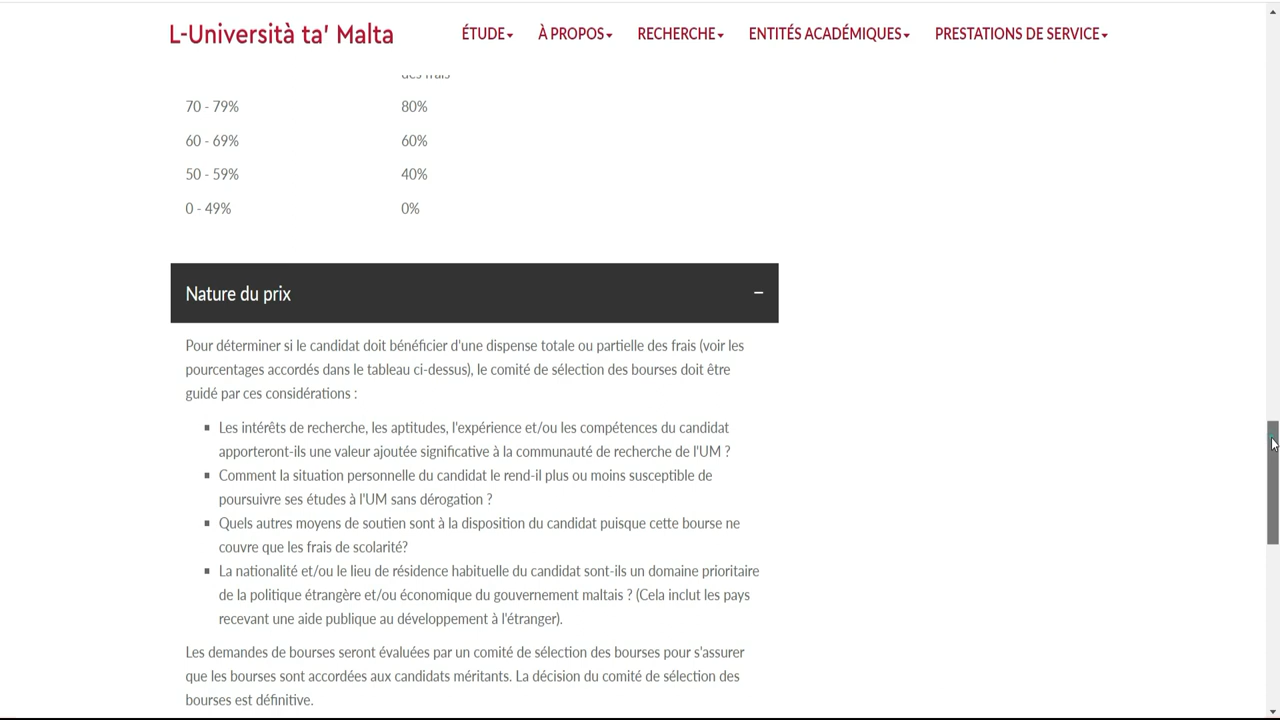 L-Università ta' Malta
ÉTUDE À PROPOS RECHERCHE ENTITÉS ACADÉMIQUES PRESTATIONS DE SERVICE
des frais
70 - 79% 80%
60 - 69% 60%
50 - 59% 40%
0 - 49% 0%
Nature du prix
Pour déterminer si le candidat doit bénéficier d'une dispense totale ou partielle des frais (voir les
pourcentages accordés dans le tableau ci-dessus), le comité de sélection des bourses doit être
guidé par ces considérations :
Les intérêts de recherche, les aptitudes, l'expérience et/ou les compétences du candidat
apporteront-ils une valeur ajoutée significative à la communauté de recherche de l'UM ?
Comment la situation personnelle du candidat le rend-il plus ou moins susceptible de
poursuivre ses études à l'UM sans dérogation ?
Quels autres moyens de soutien sont à la disposition du candidat puisque cette bourse ne
couvre que les frais de scolarité?
La nationalité et/ou le lieu de résidence habituelle du candidat sont-ils un domaine prioritaire
de la politique étrangère et/ou économique du gouvernement maltais ? (Cela inclut les pays
recevant une aide publique au développement à l'étranger).
Les demandes de bourses seront évaluées par un comité de sélection des bourses pour s'assurer
que les bourses sont accordées aux candidats méritants. La décision du comité de sélection des
bourses est définitive.